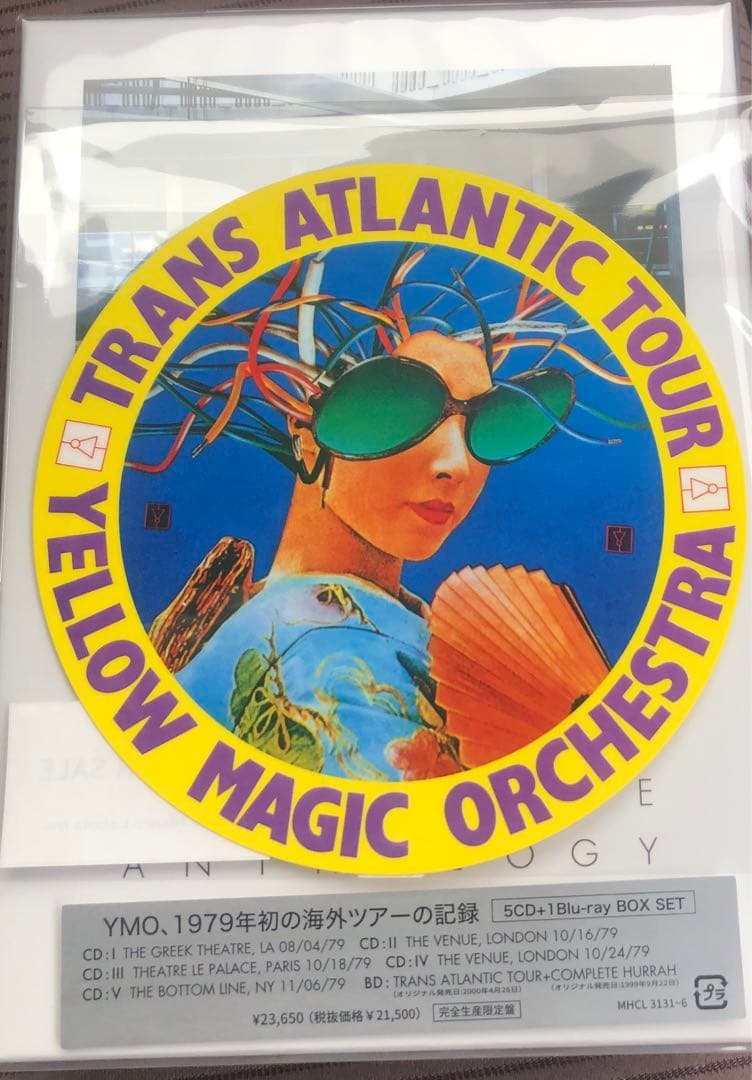 TRANS ATLANTIC TOUR
YELLOW MAGIC ORCHESTRA
E
ANT OGY
YMO、1979年初の海外ツアーの記録 5CD+1Blu-ray BOX SET
CD:I THE GREEK THEATRE, LA 08/04/79 CD:II THE VENUE, LONDON 10/16/79
CD:III THEATRE LE PALACE, PARIS 10/18/79 CD:IV THE VENUE, LONDON 10/24/79
CD:V THE BOTTOM LINE, NY 11/06/79 BD: TRANS ATLANTIC TOUR+COMPLETE HURRAH
(オリジナル発売日:2000年4月26日) (オリジナル発売日:1999年9月22日)
¥23,650 (税抜価格¥21,500) 完全生産限定盤 MHCL 3131~6 プラ